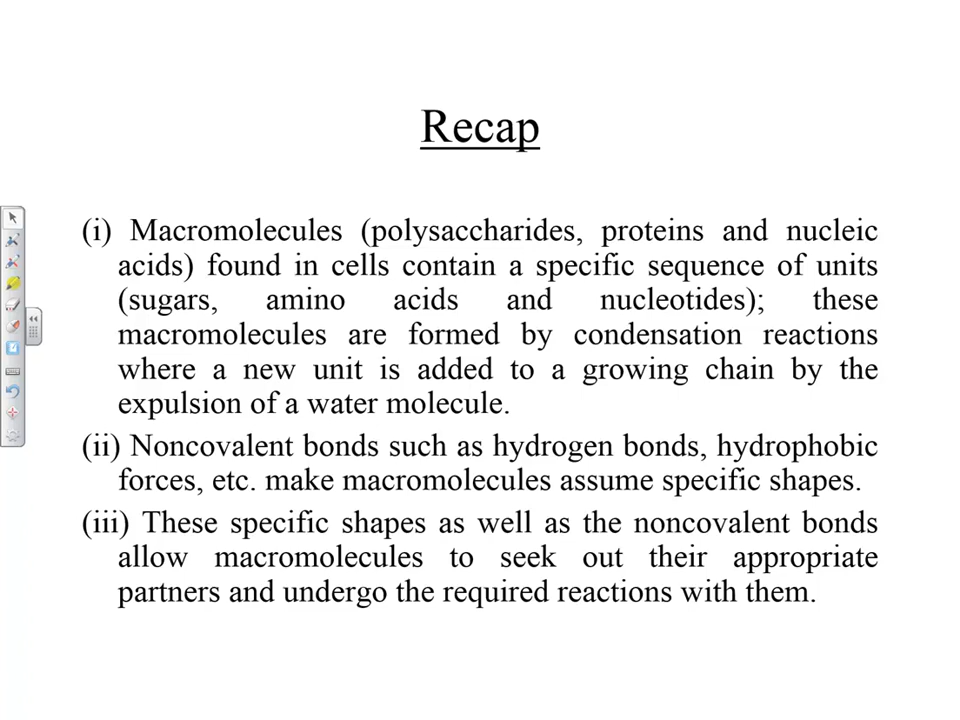 Recap
(i) Macromolecules (polysaccharides, proteins and nucleic
acids) found in cells contain a specific sequence of units
(sugars, amino acids and nucleotides); these
macromolecules are formed by condensation reactions
where a new unit is added to a growing chain by the
expulsion of a water molecule.
(ii) Noncovalent bonds such as hydrogen bonds, hydrophobic
forces, etc. make macromolecules assume specific shapes.
(iii) These specific shapes as well as the noncovalent bonds
allow macromolecules to seek out their appropriate
partners and undergo the required reactions with them.